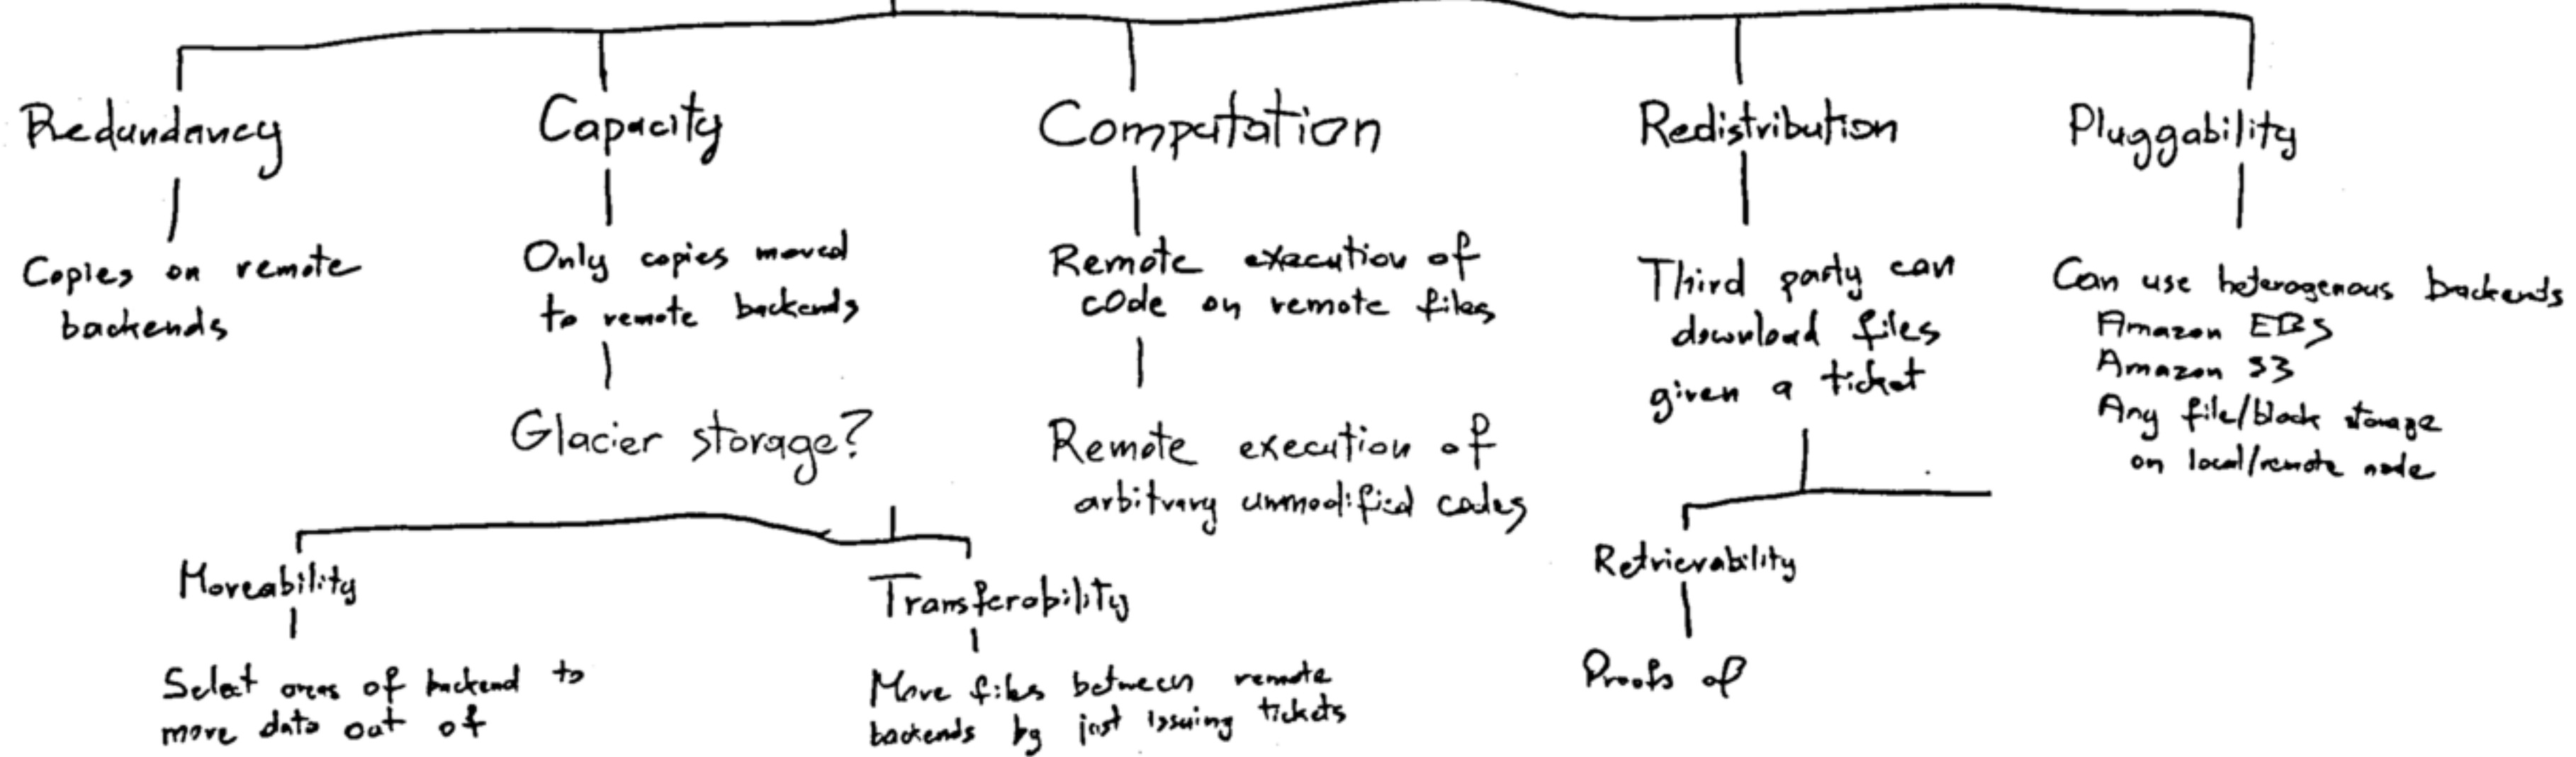 Redundancy
Copies on remote
backends
Capacity
Only copies moved
to remote backends
Glacier storage?
Computation
Remote execution of
code on remote files
Remote execution of
arbitrary unmodified codes
Redistribution
Third party can
download files
given a ticket
Pluggability
Can use heterogenous backends
Amazon EBS
Amazon S3
Any file/block storage
on local/remote node
Moveability
Select areas of backend to
move data out of
Transferability
Move files between remote
backends by just issuing tickets
Retrievability
Proofs of